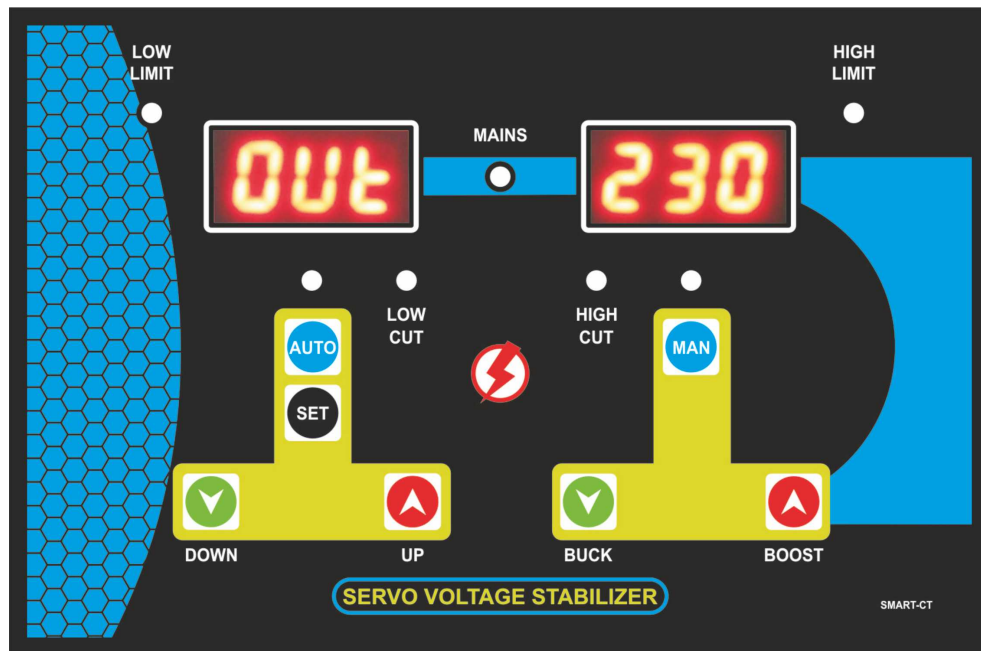 LOW
LIMIT
HIGH
LIMIT
MAINS
OUt
230
LOW
CUT
HIGH
CUT
AUTO
MAN
SET
DOWN
UP
BUCK
BOOST
SERVO VOLTAGE STABILIZER
SMART-CT